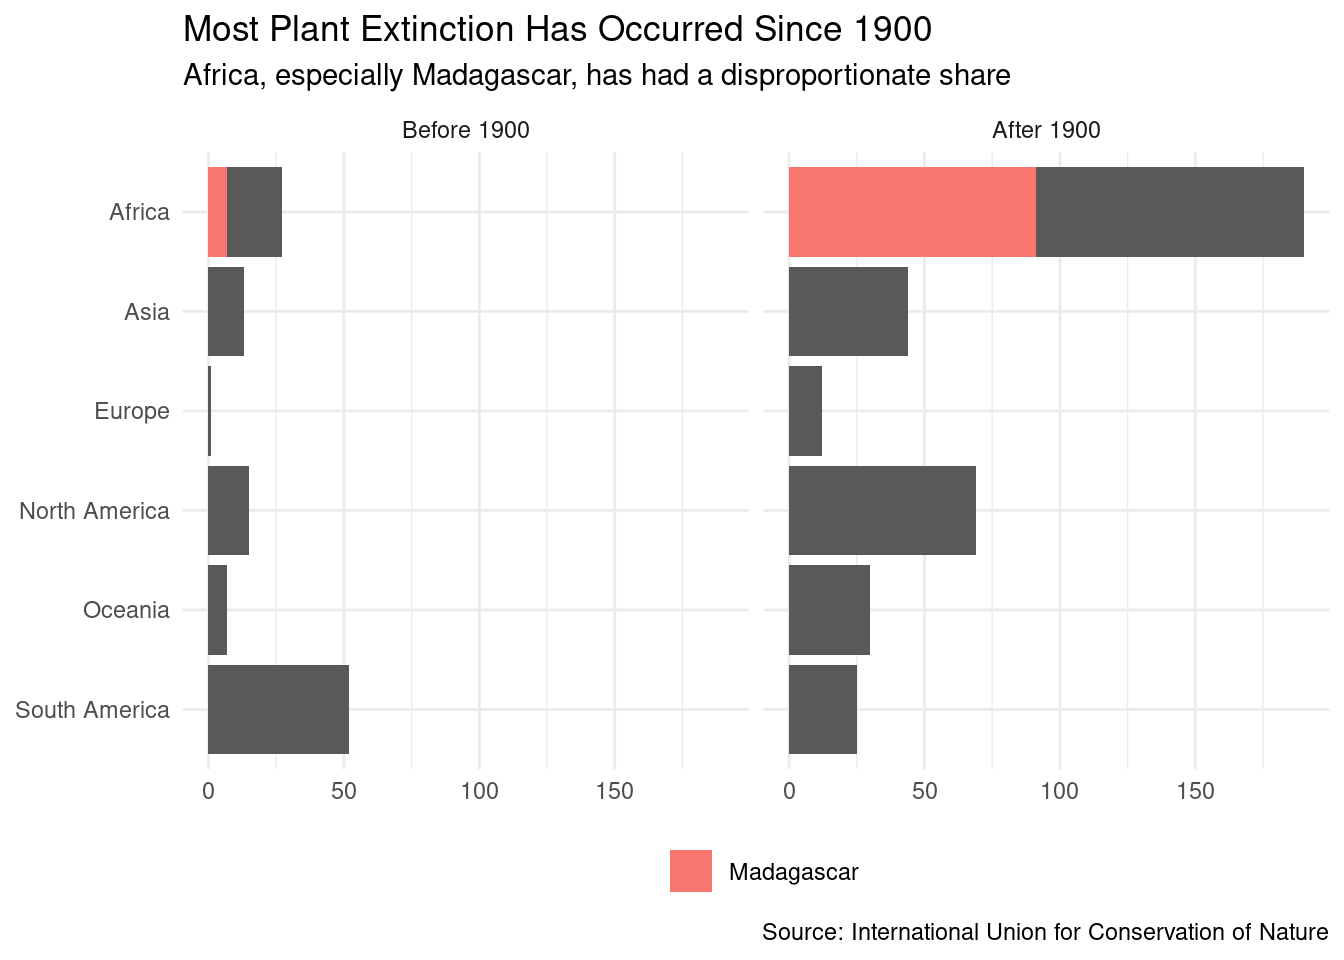 Most Plant Extinction Has Occurred Since 1900
Africa, especially Madagascar, has had a disproportionate share
Before 1900
After 1900
Africa
Asia
Europe
North America
Oceania
South America
0 50 100 150
0 50 100 150
Madagascar
Source: International Union for Conservation of Nature